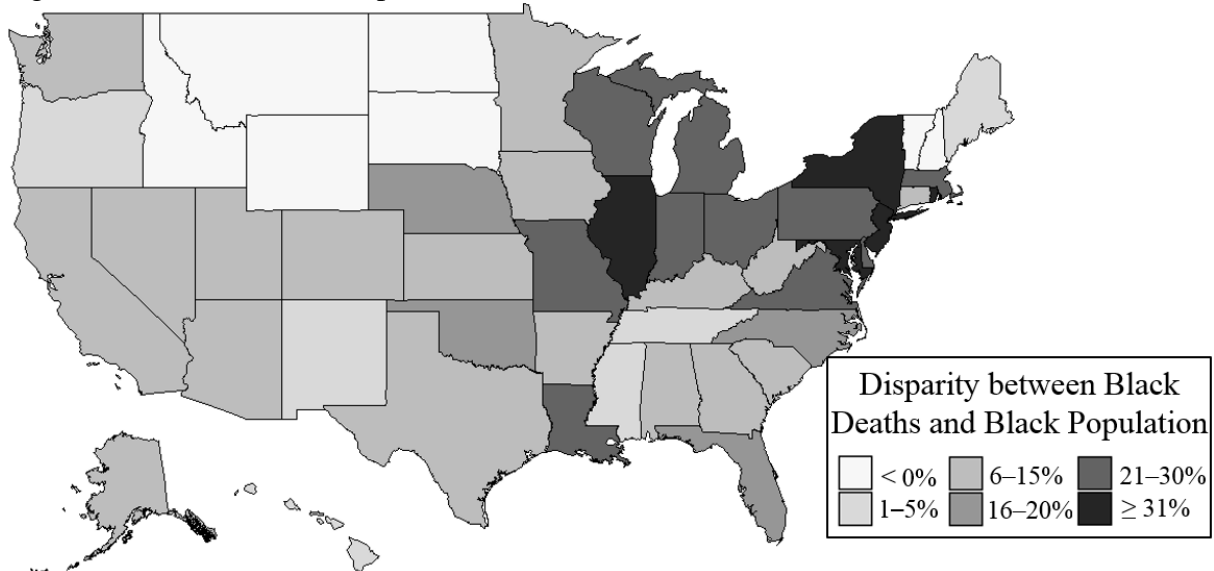 Disparity between Black
Deaths and Black Population
< 0% 6–15% 21–30%
1–5% 16–20% ≥ 31%